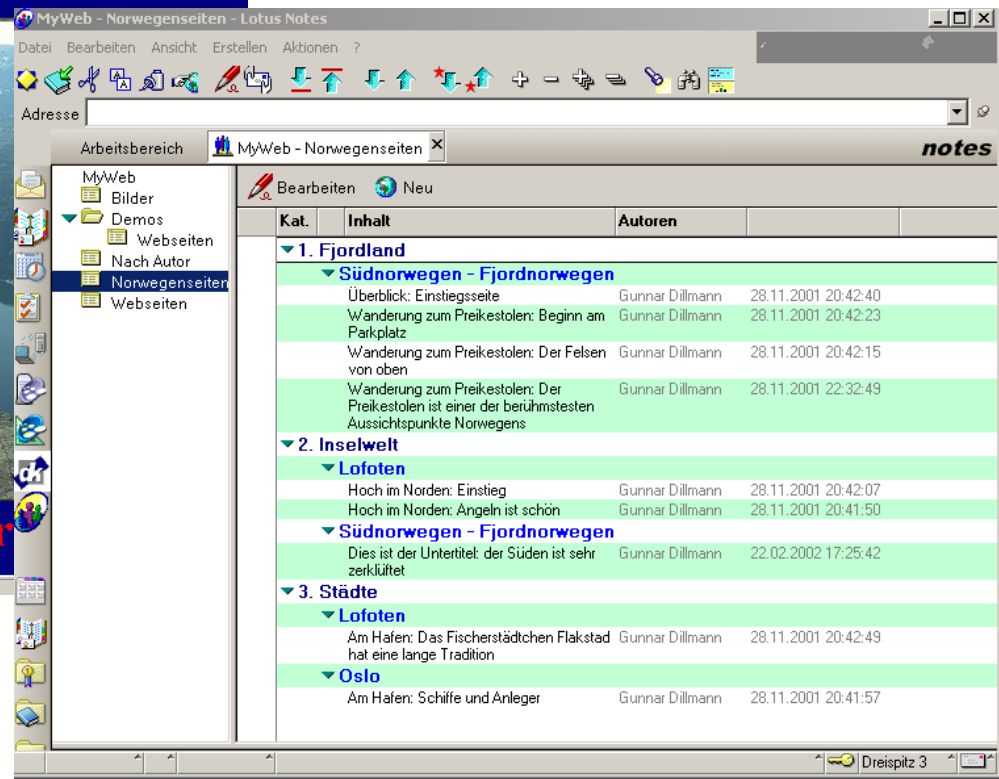 MyWeb - Norwegenseiten - Lotus Notes
Datei Bearbeiten Ansicht Erstellen Aktionen ?
Adresse
Arbeitsbereich MyWeb - Norwegenseiten notes
MyWeb
Bilder
Demos
Webseiten
Nach Autor
Norwegenseiten
Webseiten
Bearbeiten Neu
Kat. Inhalt Autoren
1. Fjordland
Südnorwegen - Fjordnorwegen
Überblick: Einstiegsseite Gunnar Dillmann 28.11.2001 20:42:40
Wanderung zum Preikestolen: Beginn am Gunnar Dillmann 28.11.2001 20:42:23
Parkplatz
Wanderung zum Preikestolen: Der Felsen Gunnar Dillmann 28.11.2001 20:42:15
von oben
Wanderung zum Preikestolen: Der Gunnar Dillmann 28.11.2001 22:32:49
Preikestolen ist einer der berühmstesten
Aussichtspunkte Norwegens
2. Inselwelt
Lofoten
Hoch im Norden: Einstieg Gunnar Dillmann 28.11.2001 20:42:07
Hoch im Norden: Angeln ist schön Gunnar Dillmann 28.11.2001 20:41:50
Südnorwegen - Fjordnorwegen
Dies ist der Untertitel: der Süden ist sehr Gunnar Dillmann 22.02.2002 17:25:42
zerklüftet
3. Städte
Lofoten
Am Hafen: Das Fischerstädtchen Flakstad Gunnar Dillmann 28.11.2001 20:42:49
hat eine lange Tradition
Oslo
Am Hafen: Schiffe und Anleger Gunnar Dillmann 28.11.2001 20:41:57
dk
r
Dreispitz 3